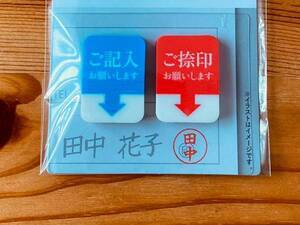 ご記入
お願いします
ご捺印
お願いします
田中 花子
田中
※イラストはイメージです。